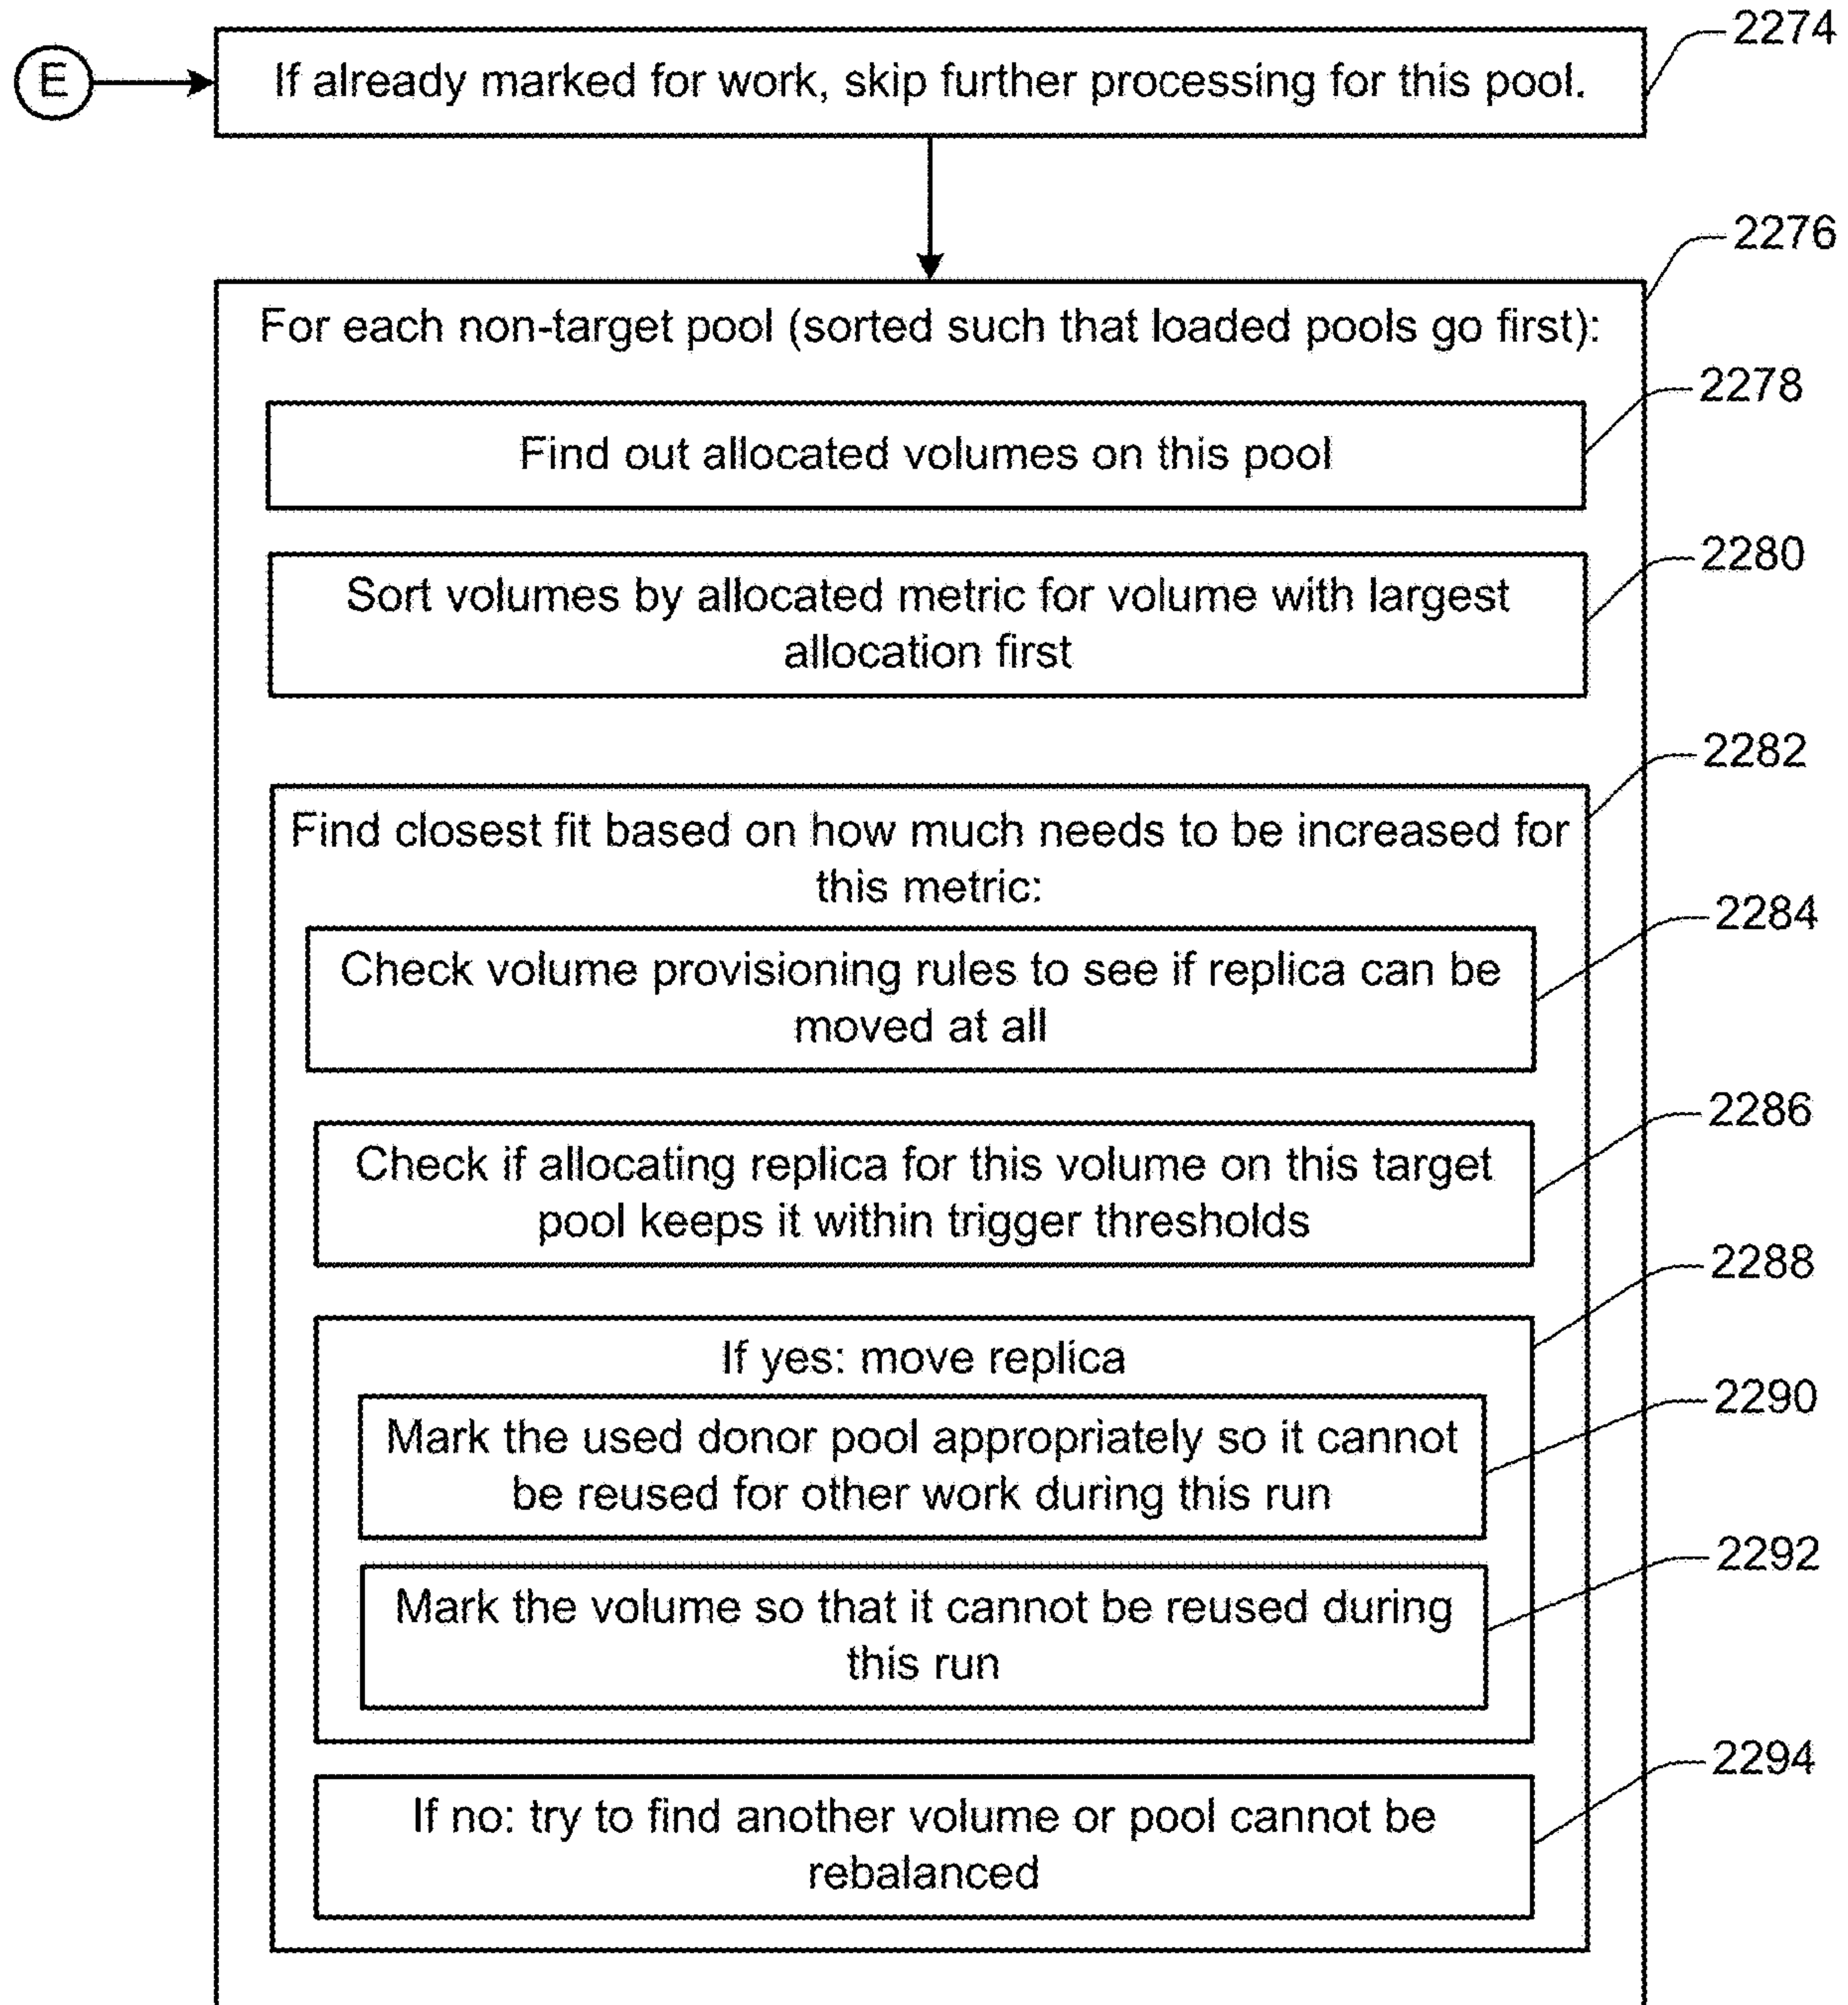 2274
E
If already marked for work, skip further processing for this pool.
2276
For each non-target pool (sorted such that loaded pools go first):
2278
Find out allocated volumes on this pool
2280
Sort volumes by allocated metric for volume with largest
allocation first
2282
Find closest fit based on how much needs to be increased for
this metric:
2284
Check volume provisioning rules to see if replica can be
moved at all
2286
Check if allocating replica for this volume on this target
pool keeps it within trigger thresholds
2288
If yes: move replica
2290
Mark the used donor pool appropriately so it cannot
be reused for other work during this run
2292
Mark the volume so that it cannot be reused during
this run
2294
If no: try to find another volume or pool cannot be
rebalanced